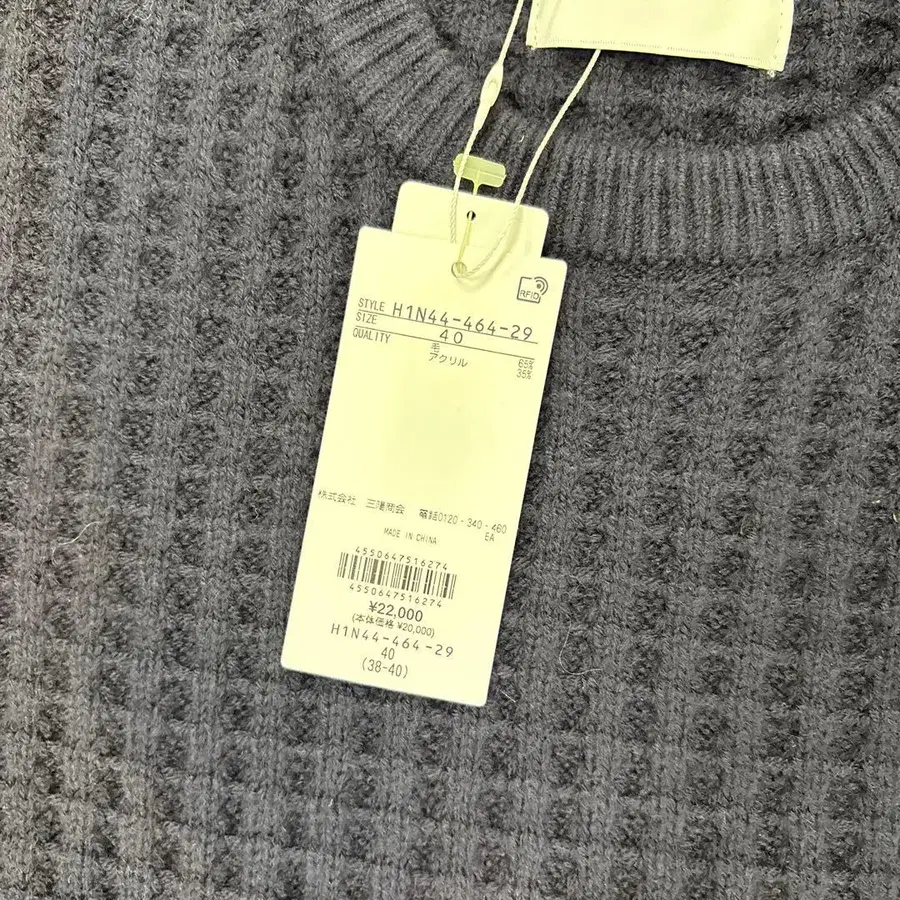 RFID
STYLE H1N44-464-29
SIZE 40
QUALITY 毛 65%
アクリル 35%
株式会社 三陽商会 電話0120-340-460
EA
MADE IN CHINA
4550647516274
4550647516274
¥22,000
(本体価格 ¥20,000)
H1N44-464-29
40
(38-40)